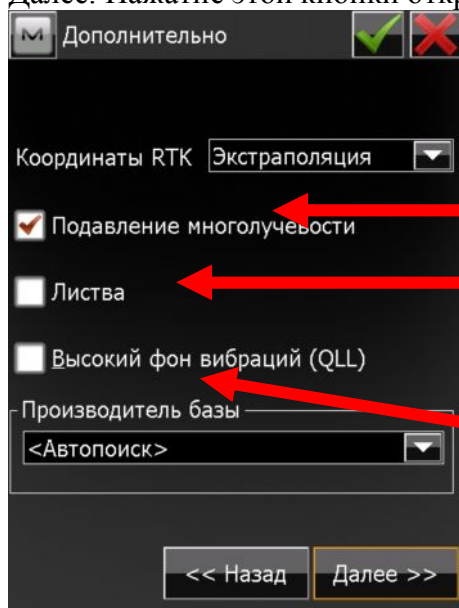 Далее. Нажатие этой кнопки откр
Дополнительно
Координаты RTK Экстраполяция
Подавление многолучевости
Листва
Высокий фон вибраций (QLL)
Производитель базы
<Автопоиск>
<< Назад Далее >>